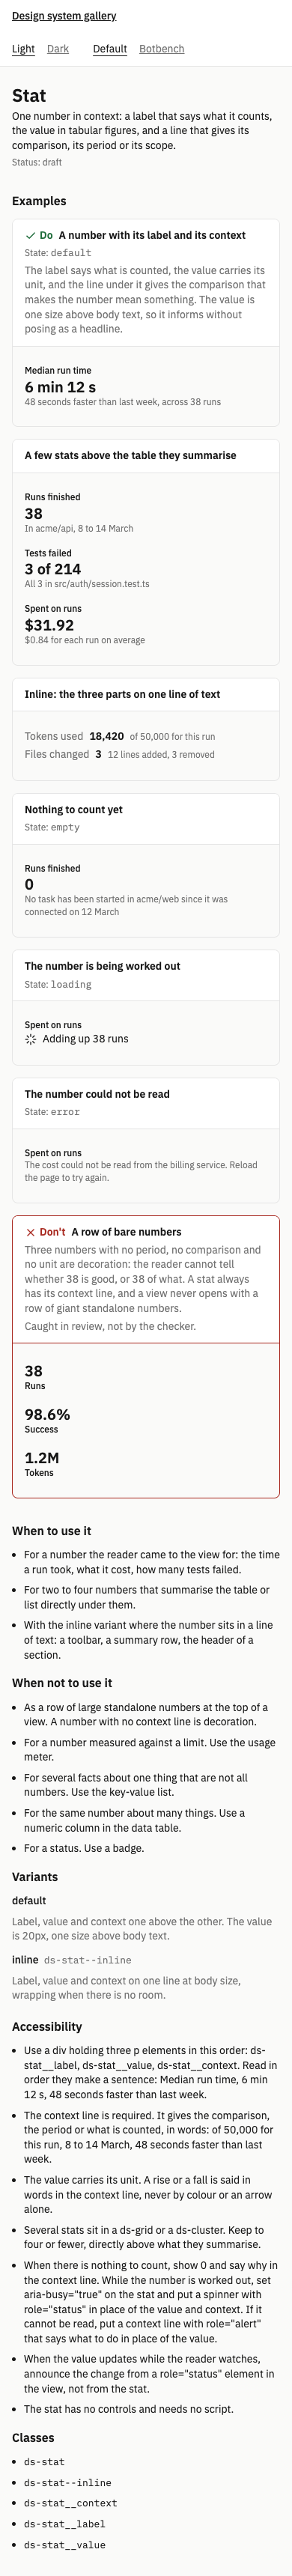 Design system gallery
Light Dark Default Botbench
Stat
One number in context: a label that says what it counts,
the value in tabular figures, and a line that gives its
comparison, its period or its scope.
Status: draft
Examples
Do A number with its label and its context
State: default
The label says what is counted, the value carries its
unit, and the line under it gives the comparison that
makes the number mean something. The value is
one size above body text, so it informs without
posing as a headline.
Median run time
6 min 12 s
48 seconds faster than last week, across 38 runs
A few stats above the table they summarise
Runs finished
38
In acme/api, 8 to 14 March
Tests failed
3 of 214
All 3 in src/auth/session.test.ts
Spent on runs
$31.92
$0.84 for each run on average
Inline: the three parts on one line of text
Tokens used 18,420 of 50,000 for this run
Files changed 3 12 lines added, 3 removed
Nothing to count yet
State: empty
Runs finished
0
No task has been started in acme/web since it was
connected on 12 March
The number is being worked out
State: loading
Spent on runs
Adding up 38 runs
The number could not be read
State: error
Spent on runs
The cost could not be read from the billing service. Reload
the page to try again.
Don't A row of bare numbers
Three numbers with no period, no comparison and
no unit are decoration: the reader cannot tell
whether 38 is good, or 38 of what. A stat always
has its context line, and a view never opens with a
row of giant standalone numbers.
Caught in review, not by the checker.
38
Runs
98.6%
Success
1.2M
Tokens
When to use it
• For a number the reader came to the view for: the time
a run took, what it cost, how many tests failed.
• For two to four numbers that summarise the table or
list directly under them.
• With the inline variant where the number sits in a line
of text: a toolbar, a summary row, the header of a
section.
When not to use it
• As a row of large standalone numbers at the top of a
view. A number with no context line is decoration.
• For a number measured against a limit. Use the usage
meter.
• For several facts about one thing that are not all
numbers. Use the key-value list.
• For the same number about many things. Use a
numeric column in the data table.
• For a status. Use a badge.
Variants
default
Label, value and context one above the other. The value
is 20px, one size above body text.
inline ds-stat--inline
Label, value and context on one line at body size,
wrapping when there is no room.
Accessibility
• Use a div holding three p elements in this order: ds-
stat__label, ds-stat__value, ds-stat__context. Read in
order they make a sentence: Median run time, 6 min
12 s, 48 seconds faster than last week.
• The context line is required. It gives the comparison,
the period or what is counted, in words: of 50,000 for
this run, 8 to 14 March, 48 seconds faster than last
week.
• The value carries its unit. A rise or a fall is said in
words in the context line, never by colour or an arrow
alone.
• Several stats sit in a ds-grid or a ds-cluster. Keep to
four or fewer, directly above what they summarise.
• When there is nothing to count, show 0 and say why in
the context line. While the number is worked out, set
aria-busy="true" on the stat and put a spinner with
role="status" in place of the value and context. If it
cannot be read, put a context line with role="alert"
that says what to do in place of the value.
• When the value updates while the reader watches,
announce the change from a role="status" element in
the view, not from the stat.
• The stat has no controls and needs no script.
Classes
• ds-stat
• ds-stat--inline
• ds-stat__context
• ds-stat__label
• ds-stat__value